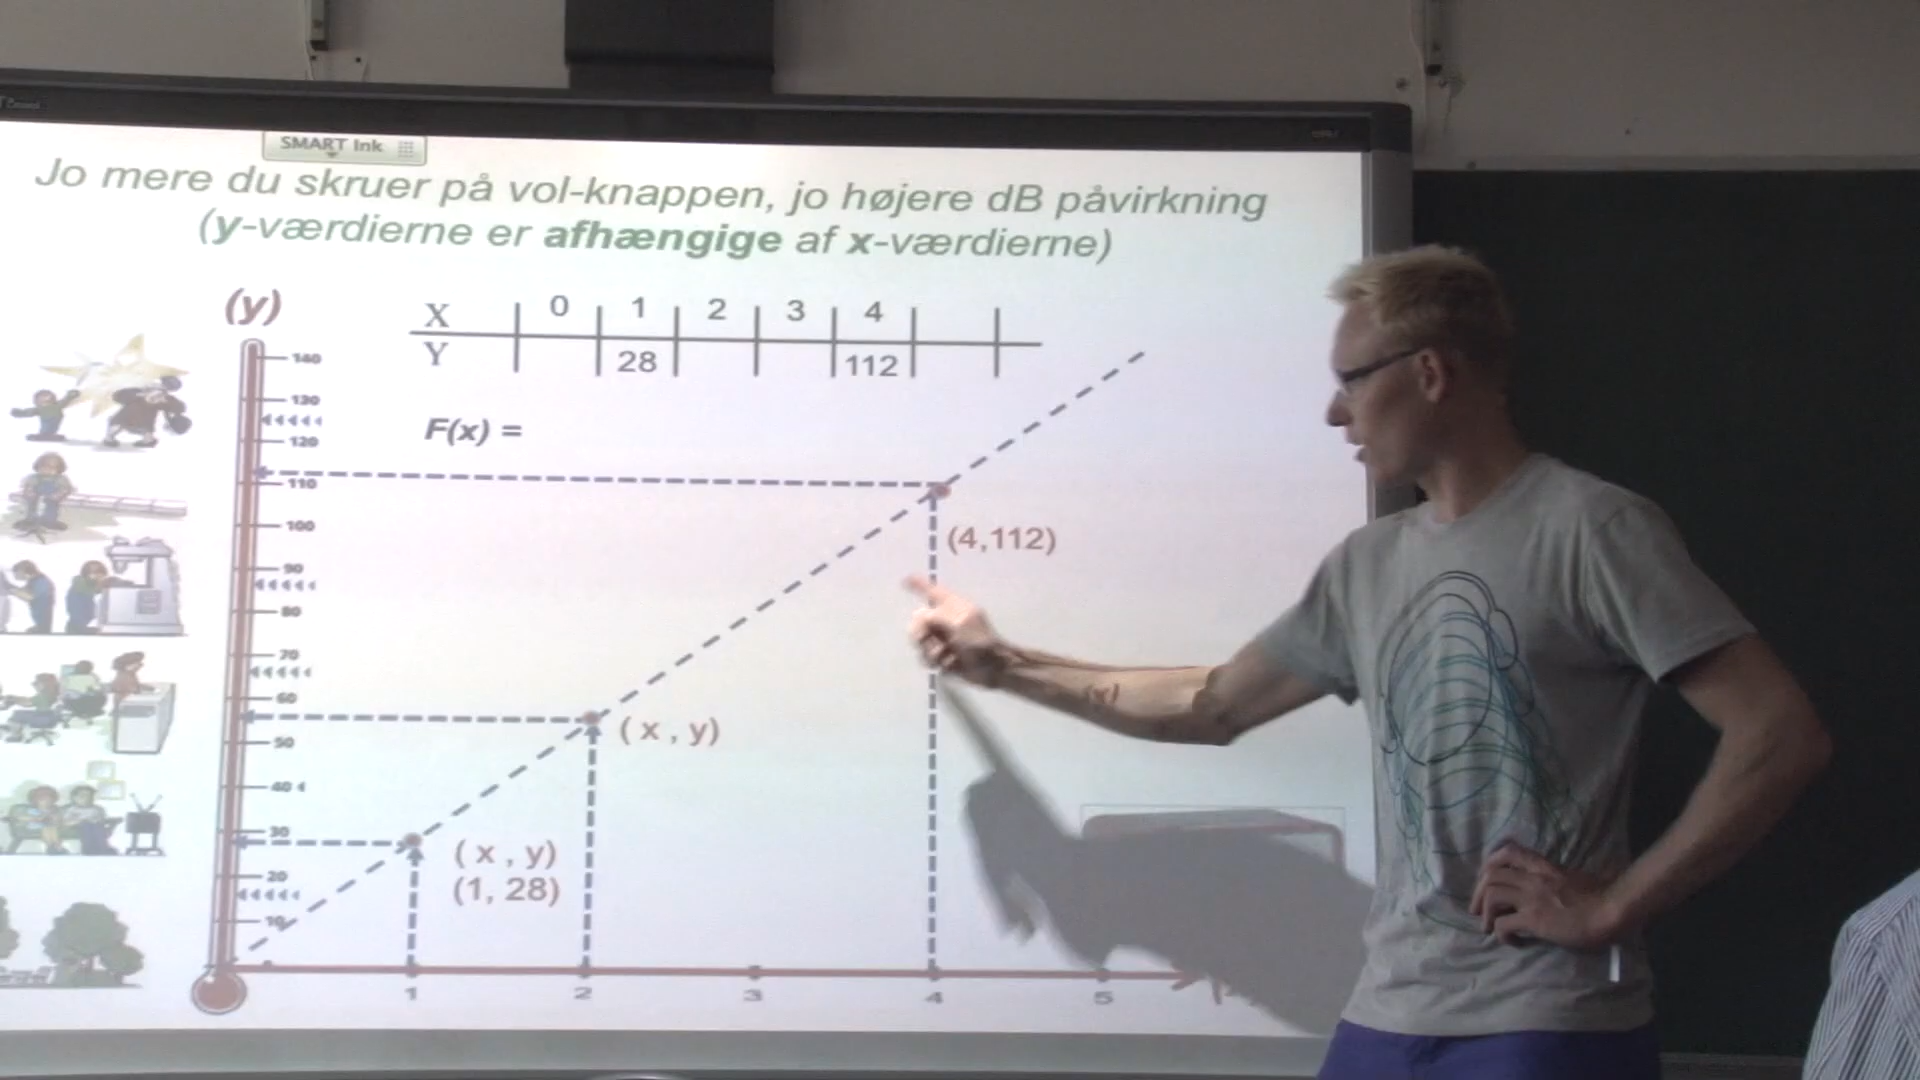 SMART Ink
Jo mere du skruer på vol-knappen, jo højere dB påvirkning
(y-værdierne er afhængige af x-værdierne)
(y)
X 0 1 2 3 4
Y 28 112
F(x) =
140
130
120
110
100
90
80
70
60
50
40
30
20
10
(4,112)
( x , y)
( x , y)
(1, 28)
1 2 3 4 5